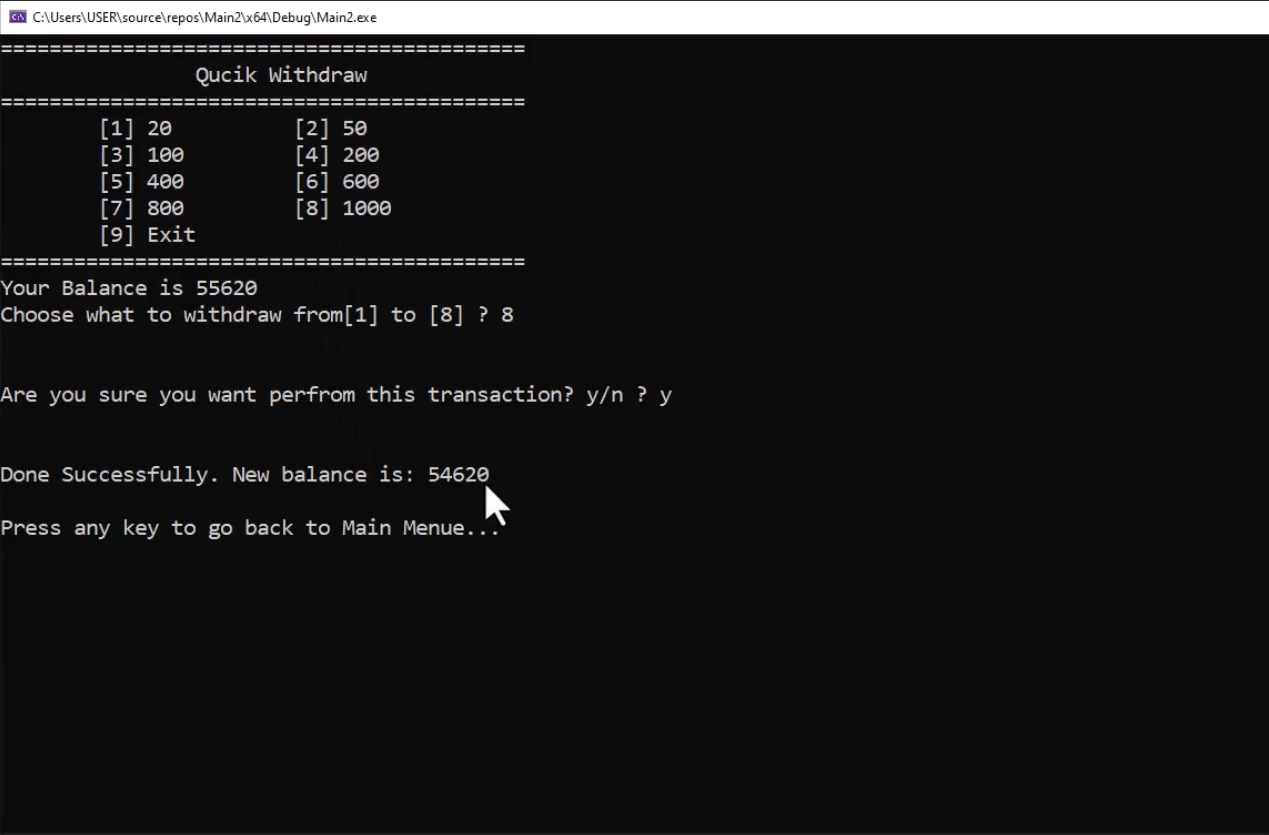 C:\Users\USER\source\repos\Main2\x64\Debug\Main2.exe
===========================================
Qucik Withdraw
===========================================
[1] 20 [2] 50
[3] 100 [4] 200
[5] 400 [6] 600
[7] 800 [8] 1000
[9] Exit
===========================================
Your Balance is 55620
Choose what to withdraw from[1] to [8] ? 8
Are you sure you want perfrom this transaction? y/n ? y
Done Successfully. New balance is: 54620
Press any key to go back to Main Menue...